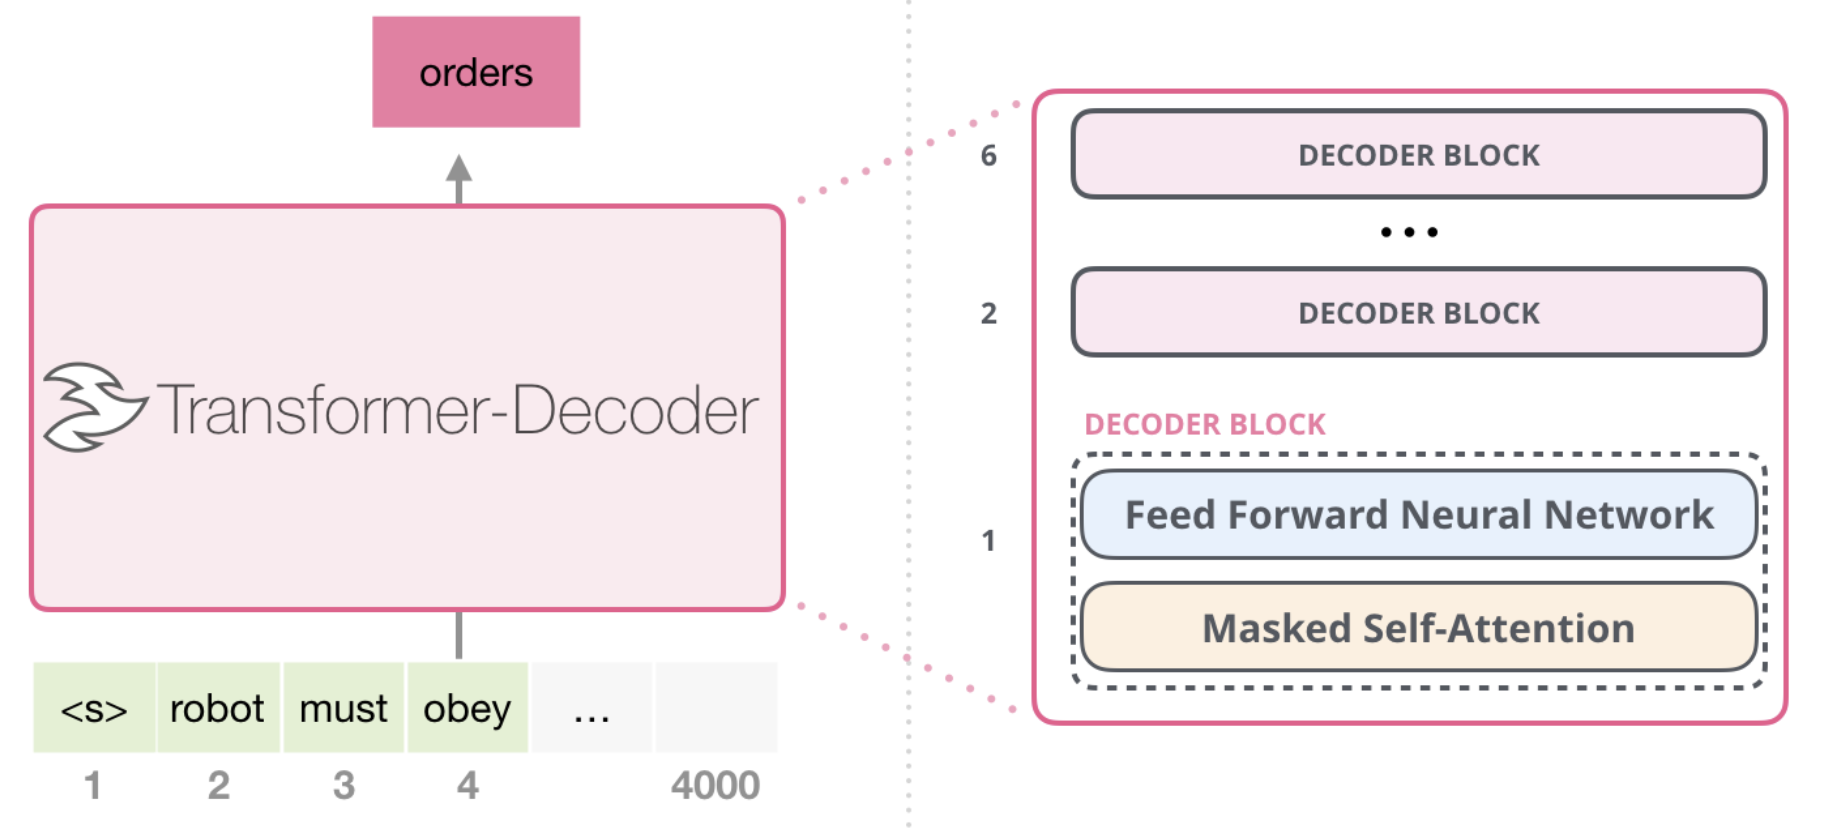 orders
Transformer-Decoder
<s> robot must obey ...
1 2 3 4 4000
6 DECODER BLOCK
...
2 DECODER BLOCK
DECODER BLOCK
Feed Forward Neural Network
1
Masked Self-Attention